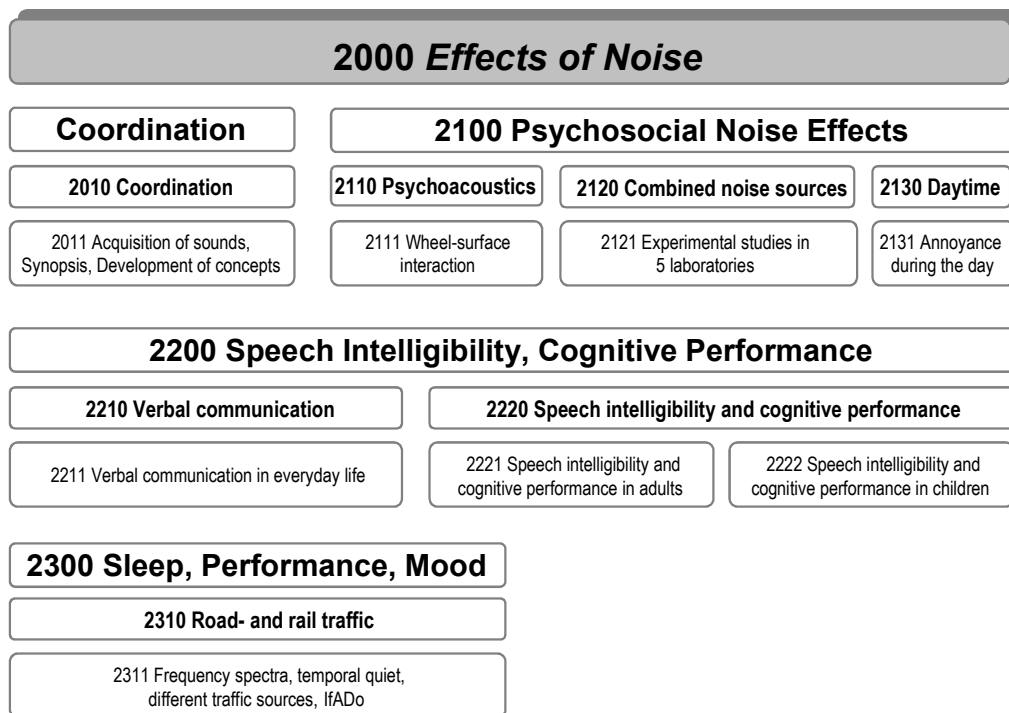 2000 Effects of Noise
Coordination
2100 Psychosocial Noise Effects
2010 Coordination
2110 Psychoacoustics
2120 Combined noise sources
2130 Daytime
2011 Acquisition of sounds,
Synopsis, Development of concepts
2111 Wheel-surface
interaction
2121 Experimental studies in
5 laboratories
2131 Annoyance
during the day
2200 Speech Intelligibility, Cognitive Performance
2210 Verbal communication
2220 Speech intelligibility and cognitive performance
2211 Verbal communication in everyday life
2221 Speech intelligibility and
cognitive performance in adults
2222 Speech intelligibility and
cognitive performance in children
2300 Sleep, Performance, Mood
2310 Road- and rail traffic
2311 Frequency spectra, temporal quiet,
different traffic sources, IfADo